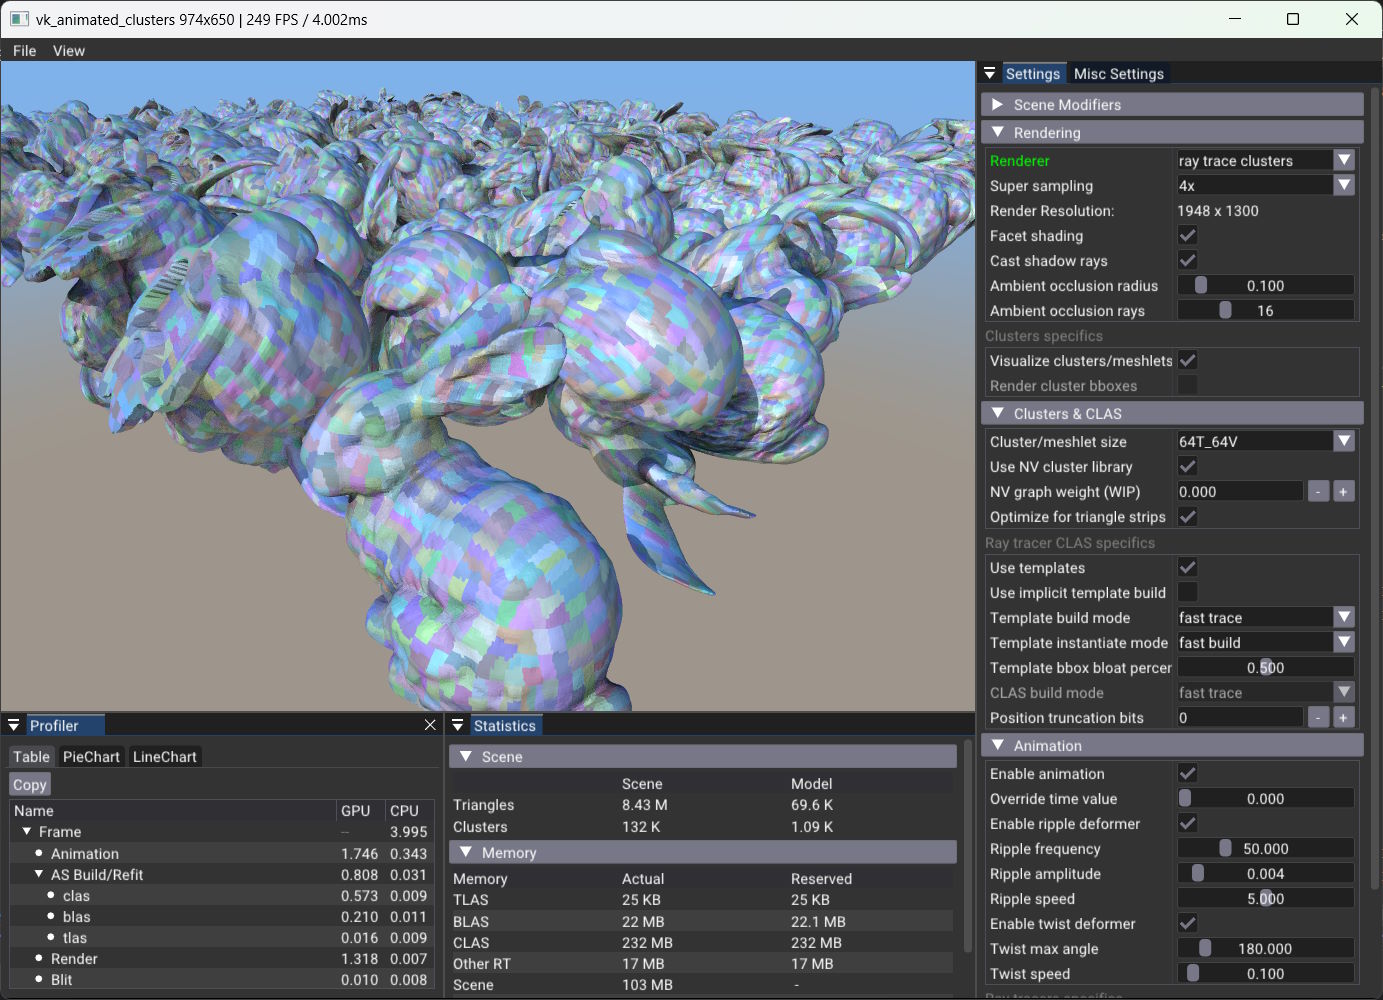 vk_animated_clusters 974x650 | 249 FPS / 4.002ms
File View
Settings Misc Settings
Scene Modifiers
Rendering
Renderer ray trace clusters
Super sampling 4x
Render Resolution: 1948 x 1300
Facet shading
Cast shadow rays
Ambient occlusion radius 0.100
Ambient occlusion rays 16
Clusters specifics
Visualize clusters/meshlets
Render cluster bboxes
Clusters & CLAS
Cluster/meshlet size 64T_64V
Use NV cluster library
NV graph weight (WIP) 0.000 - +
Optimize for triangle strips
Ray tracer CLAS specifics
Use templates
Use implicit template build
Template build mode fast trace
Template instantiate mode fast build
Template bbox bloat percer 0.500
CLAS build mode fast trace
Position truncation bits 0 - +
Animation
Enable animation
Override time value 0.000
Enable ripple deformer
Ripple frequency 50.000
Ripple amplitude 0.004
Ripple speed 5.000
Enable twist deformer
Twist max angle 180.000
Twist speed 0.100
Profiler
Table PieChart LineChart
Copy
Name GPU CPU
Frame -- 3.995
Animation 1.746 0.343
AS Build/Refit 0.808 0.031
clas 0.573 0.009
blas 0.210 0.011
tlas 0.016 0.009
Render 1.318 0.007
Blit 0.010 0.008
Statistics
Scene
Scene Model
Triangles 8.43 M 69.6 K
Clusters 132 K 1.09 K
Memory
Memory Actual Reserved
TLAS 25 KB 25 KB
BLAS 22 MB 22.1 MB
CLAS 232 MB 232 MB
Other RT 17 MB 17 MB
Scene 103 MB -